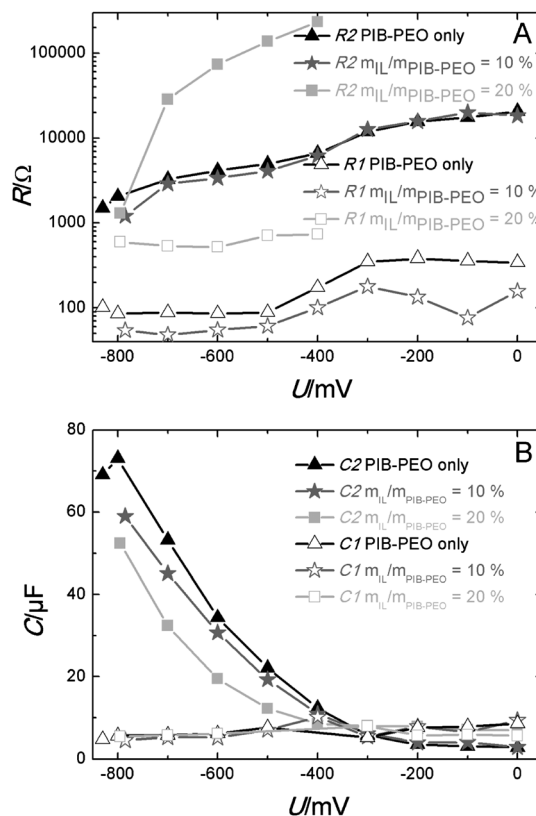 A
R/Ω
100000
10000
1000
100
R2 PIB-PEO only
R2 mIL/mPIB-PEO = 10 %
R2 mIL/mPIB-PEO = 20 %
R1 PIB-PEO only
R1 mIL/mPIB-PEO = 10 %
R1 mIL/mPIB-PEO = 20 %
-800 -600 -400 -200 0
U/mV
B
C/µF
80
60
40
20
0
C2 PIB-PEO only
C2 mIL/mPIB-PEO = 10 %
C2 mIL/mPIB-PEO = 20 %
C1 PIB-PEO only
C1 mIL/mPIB-PEO = 10 %
C1 mIL/mPIB-PEO = 20 %
-800 -600 -400 -200 0
U/mV